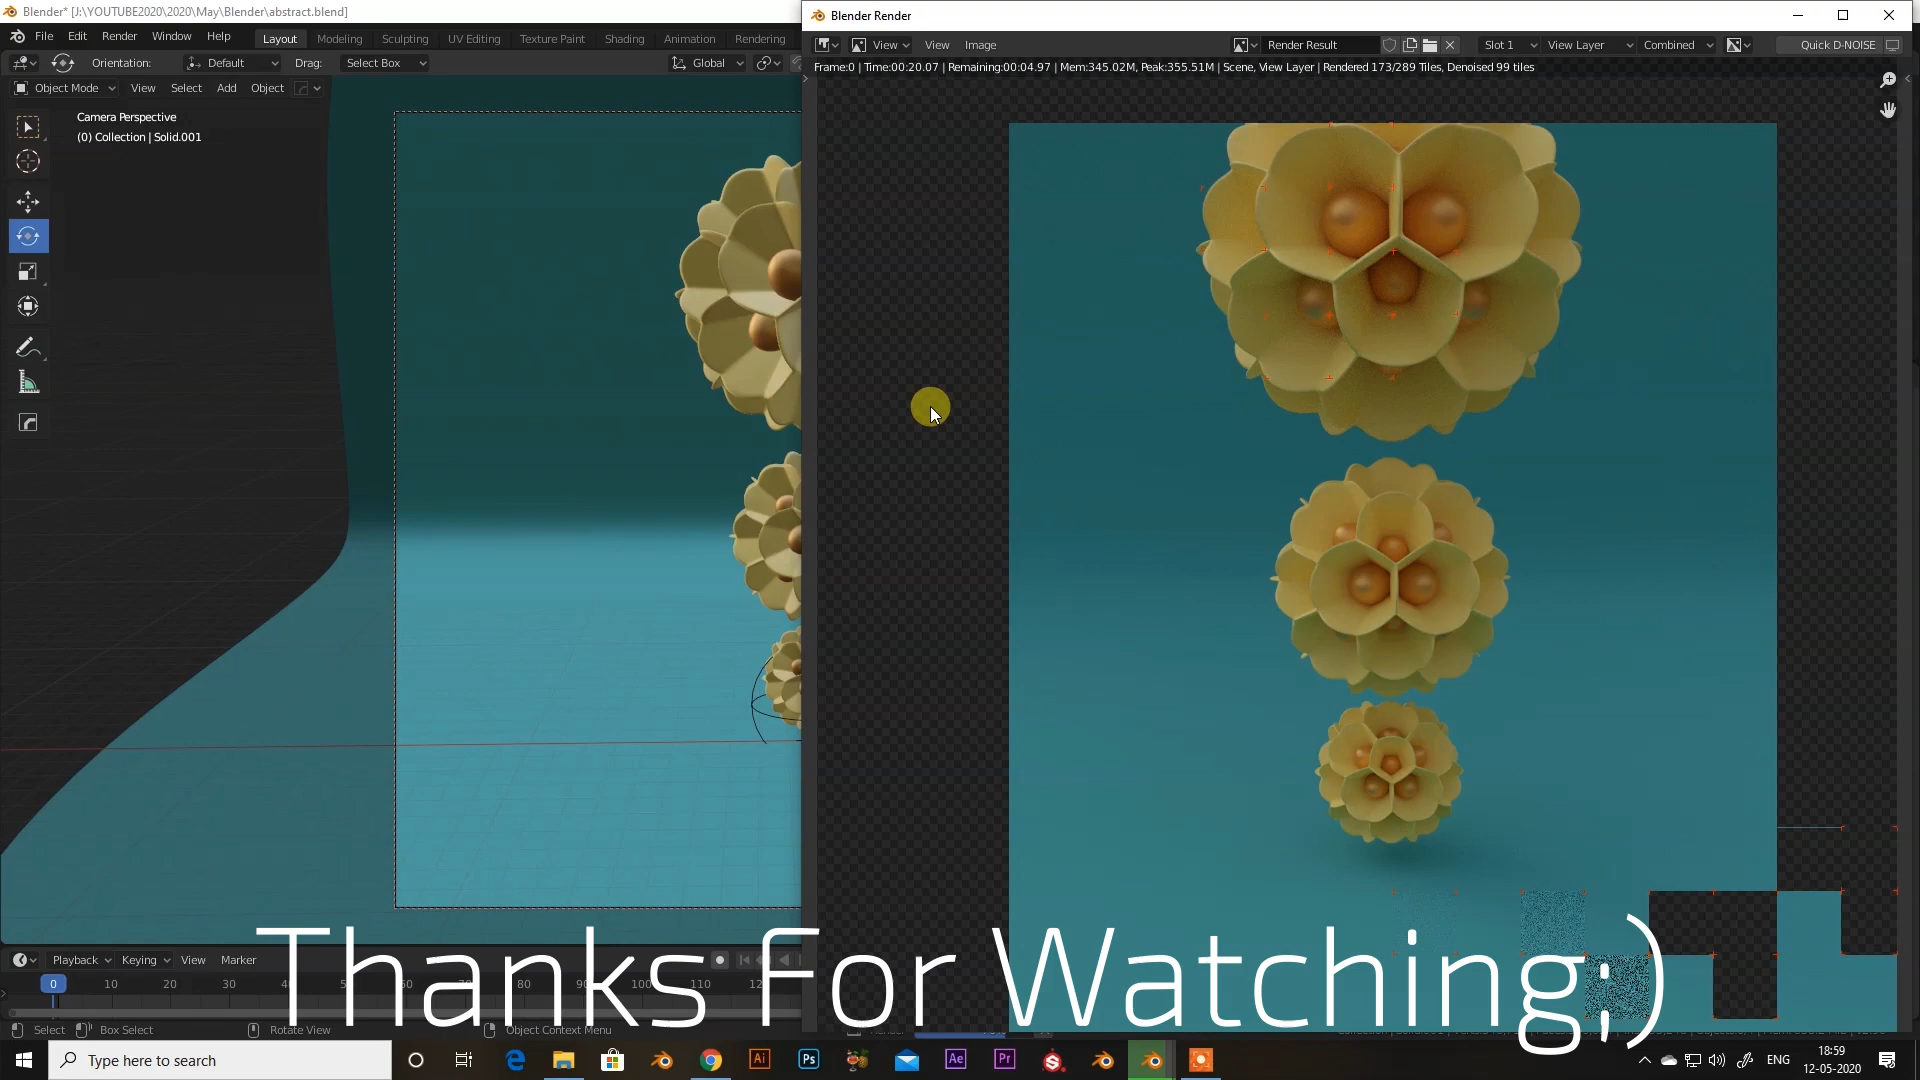 Blender* [J:\YOUTUBE2020\2020\May\Blender\abstract.blend]
Blender Render
File Edit Render Window Help Layout Modeling Sculpting UV Editing Texture Paint Shading Animation Rendering
View View Image Render Result Slot 1 View Layer Combined Quick D-NOISE
Orientation: Default Drag: Select Box Global
Frame:0 | Time:00:20.07 | Remaining:00:04.97 | Mem:345.02M, Peak:355.51M | Scene, View Layer | Rendered 173/289 Tiles, Denoised 99 tiles
Object Mode View Select Add Object
Camera Perspective
(0) Collection | Solid.001
Thanks For Watching;)
Playback Keying View Marker
0 10 20 30
Select Box Select Rotate View Object Context Menu
Type here to search
Ai Ps Ae Pr
ENG
18:59
12-05-2020